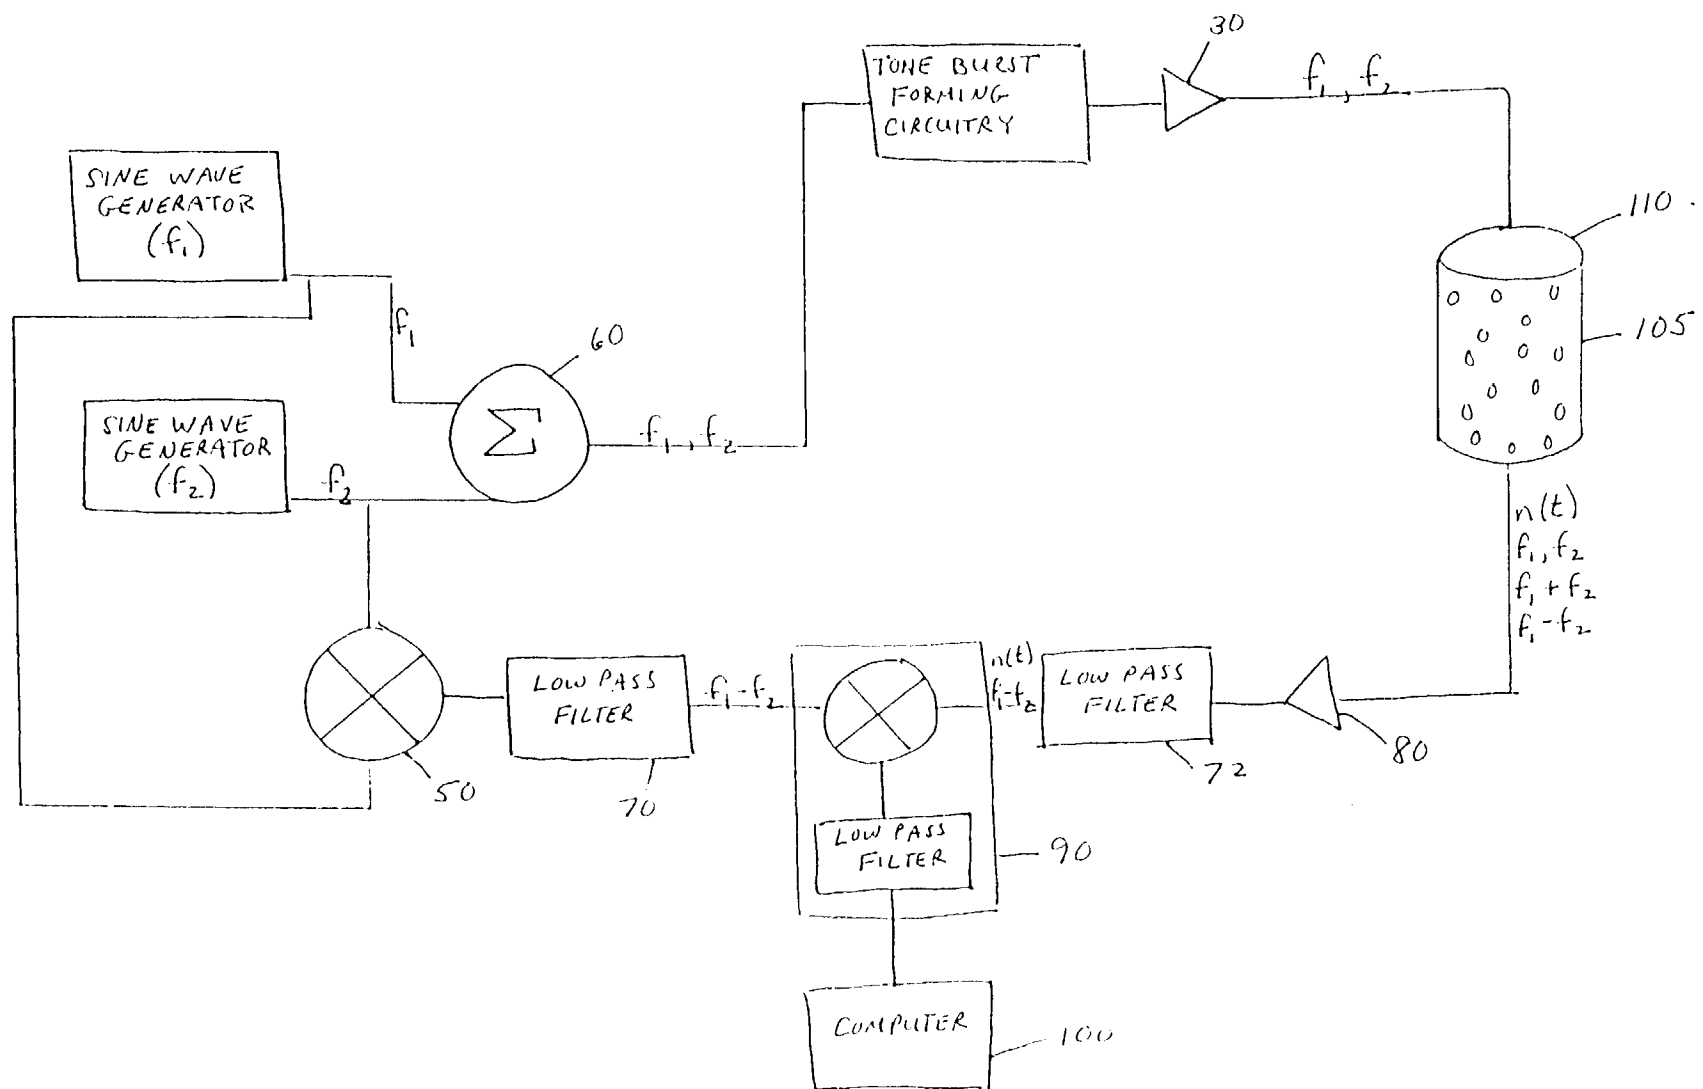 30
TONE BURST
FORMING
CIRCUITRY
f₁, f₂
SINE WAVE
GENERATOR
(f₁)
110
f₁
60
105
Σ
SINE WAVE
GENERATOR
(f₂)
f₂
f₁, f₂
n(t)
f₁, f₂
f₁ + f₂
f₁ - f₂
LOW PASS
FILTER
f₁ - f₂
n(t)
f₁-f₂
LOW PASS
FILTER
50
70
72
80
LOW PASS
FILTER
90
COMPUTER
100